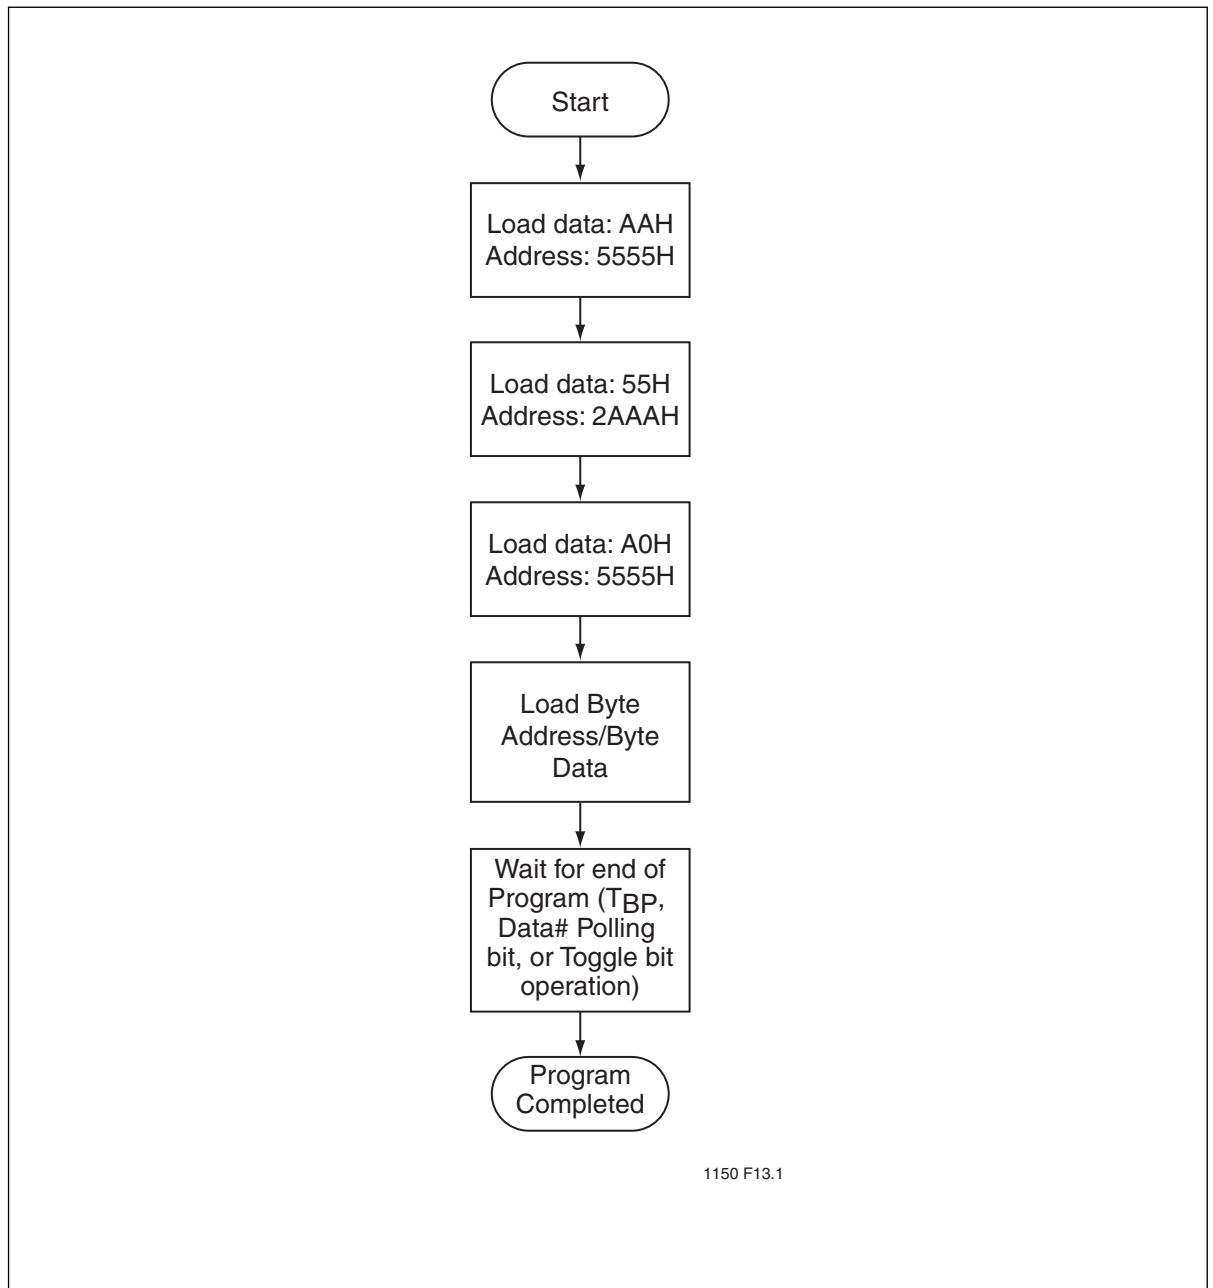 Start
Load data: AAH
Address: 5555H
Load data: 55H
Address: 2AAAH
Load data: A0H
Address: 5555H
Load Byte
Address/Byte
Data
Wait for end of
Program (TBP,
Data# Polling
bit, or Toggle bit
operation)
Program
Completed
1150 F13.1